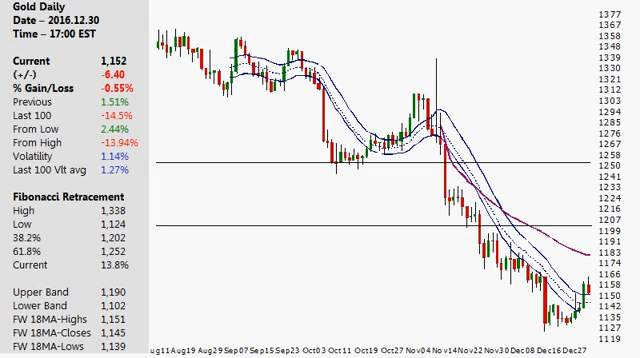 Gold Daily
Date – 2016.12.30
Time – 17:00 EST
Current 1,152
(+/-) -6.40
% Gain/Loss -0.55%
Previous 1.51%
Last 100 -14.5%
From Low 2.44%
From High -13.94%
Volatility 1.14%
Last 100 Vlt avg 1.27%
Fibonacci Retracement
High 1,338
Low 1,124
38.2% 1,202
61.8% 1,252
Current 13.8%
Upper Band 1,190
Lower Band 1,102
FW 18MA-Highs 1,151
FW 18MA-Closes 1,145
FW 18MA-Lows 1,139
1377
1367
1358
1348
1339
1330
1321
1312
1303
1294
1285
1276
1267
1258
1250
1241
1233
1224
1216
1207
1199
1191
1183
1174
1166
1158
1150
1142
1135
1127
1119
ug11 Aug19 Aug29 Sep07 Sep15 Sep23 Oct03 Oct11 Oct19 Oct27 Nov04 Nov14 Nov22 Nov30 Dec08 Dec16 Dec27